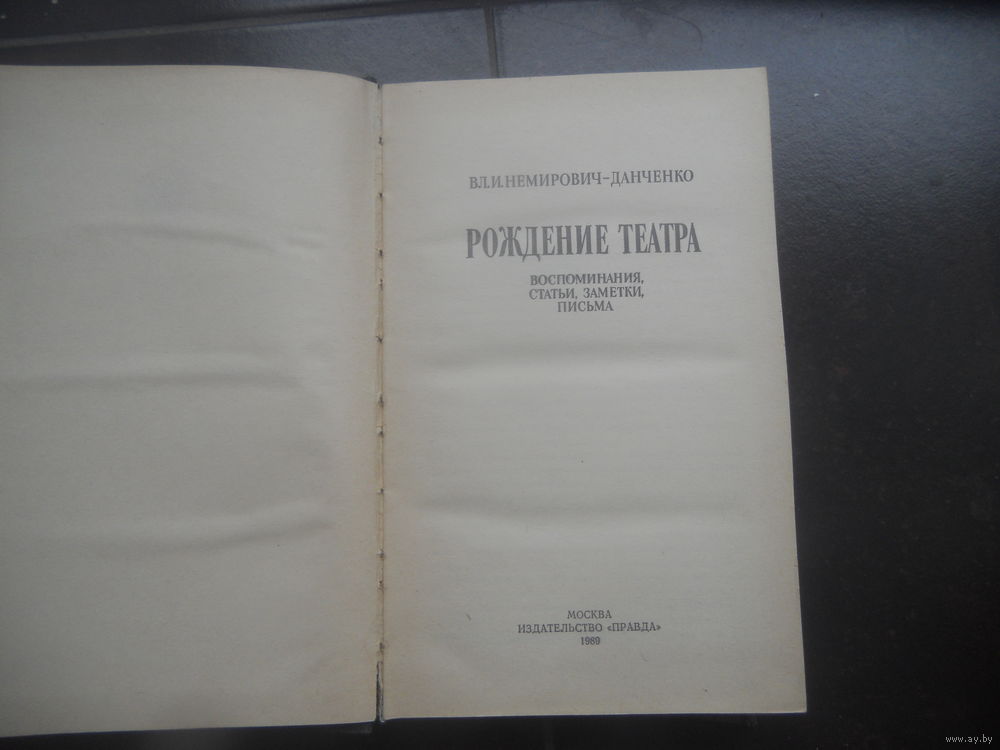 ВЛ.И.НЕМИРОВИЧ-ДАНЧЕНКО
РОЖДЕНИЕ ТЕАТРА
ВОСПОМИНАНИЯ,
СТАТЬИ, ЗАМЕТКИ,
ПИСЬМА
МОСКВА
ИЗДАТЕЛЬСТВО «ПРАВДА»
1989
www.ay.by